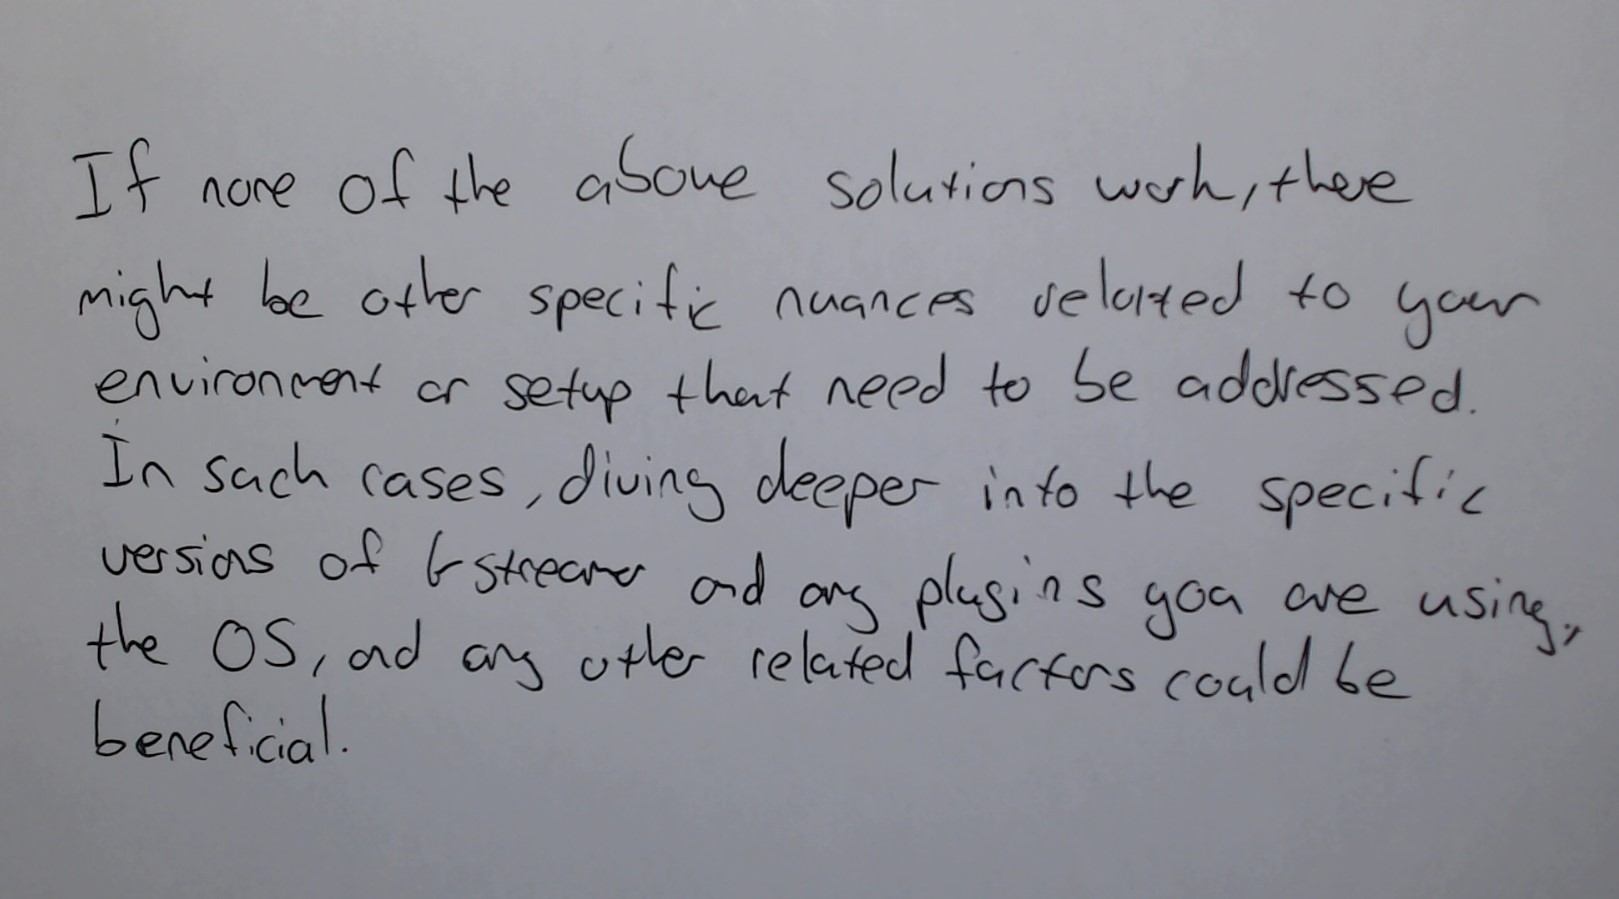 If none of the above solutions work, there
might be other specific nuances related to your
environment or setup that need to be addressed.
In such cases, diving deeper into the specific
versions of GStreamer and any plugins you are using,
the OS, and any other related factors could be
beneficial.